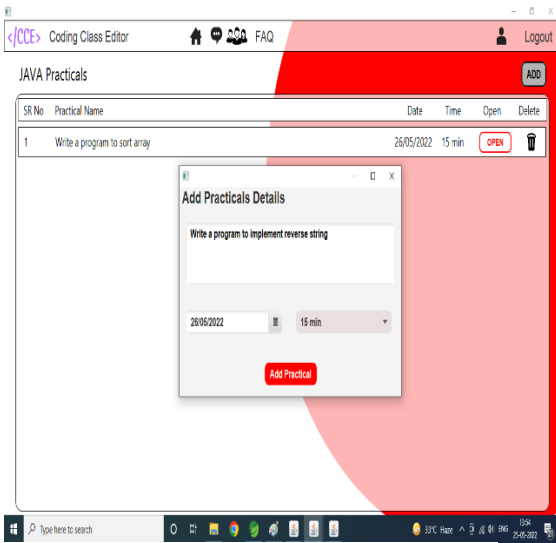 </CCE> Coding Class Editor FAQ Logout
JAVA Practicals ADD
SR No Practical Name Date Time Open Delete
1 Write a program to sort array 26/05/2022 15 min OPEN
Add Practicals Details
Write a program to implement reverse string
26/05/2022 15 min
Add Practical
Type here to search 33°C Haze ENG 13:54
25-05-2022